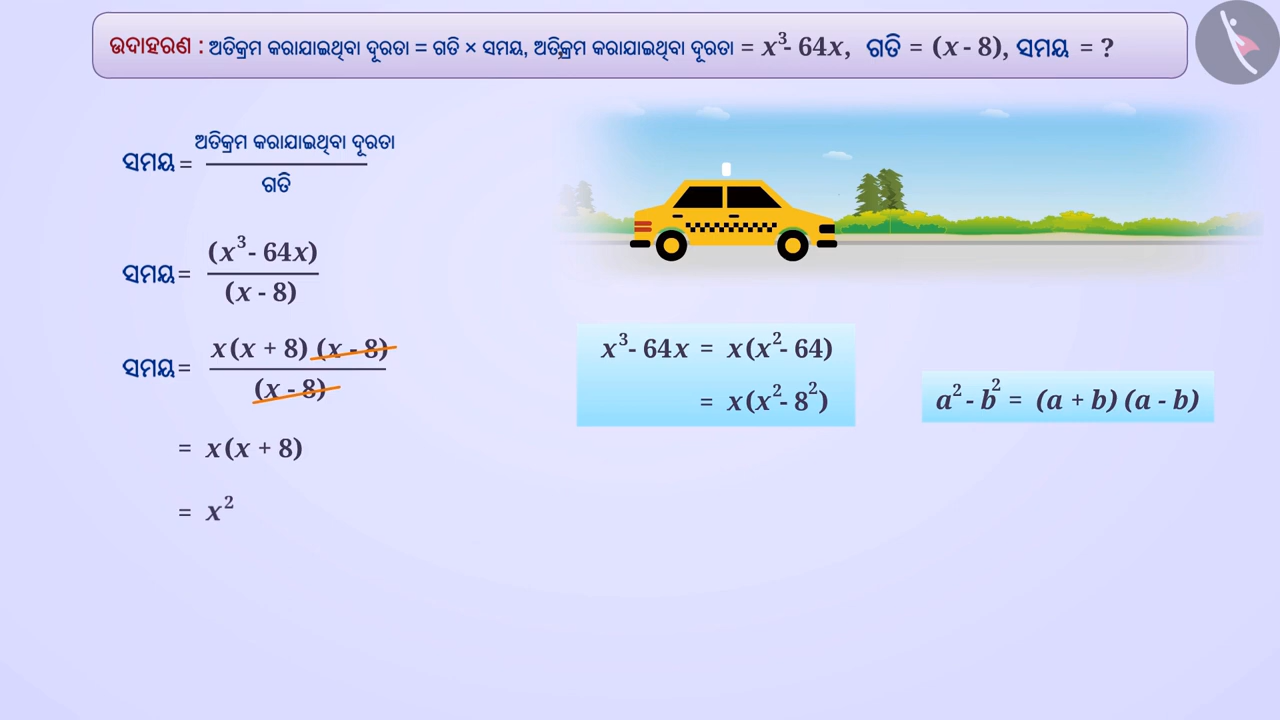 ଉଦାହରଣ : ଅତିକ୍ରମ କରାଯାଇଥିବା ଦୂରତା = ଗତି × ସମୟ, ଅତିକ୍ରମ କରାଯାଇଥିବା ଦୂରତା = x³- 64x, ଗତି = (x - 8), ସମୟ = ?
ସମୟ = ଅତିକ୍ରମ କରାଯାଇଥିବା ଦୂରତା
ଗତି
ସମୟ = (x³- 64x)
(x - 8)
ସମୟ = x(x + 8) (x - 8)
(x - 8)
= x(x + 8)
= x²
x³- 64x = x(x²- 64)
= x(x²- 8²)
a² - b² = (a + b) (a - b)